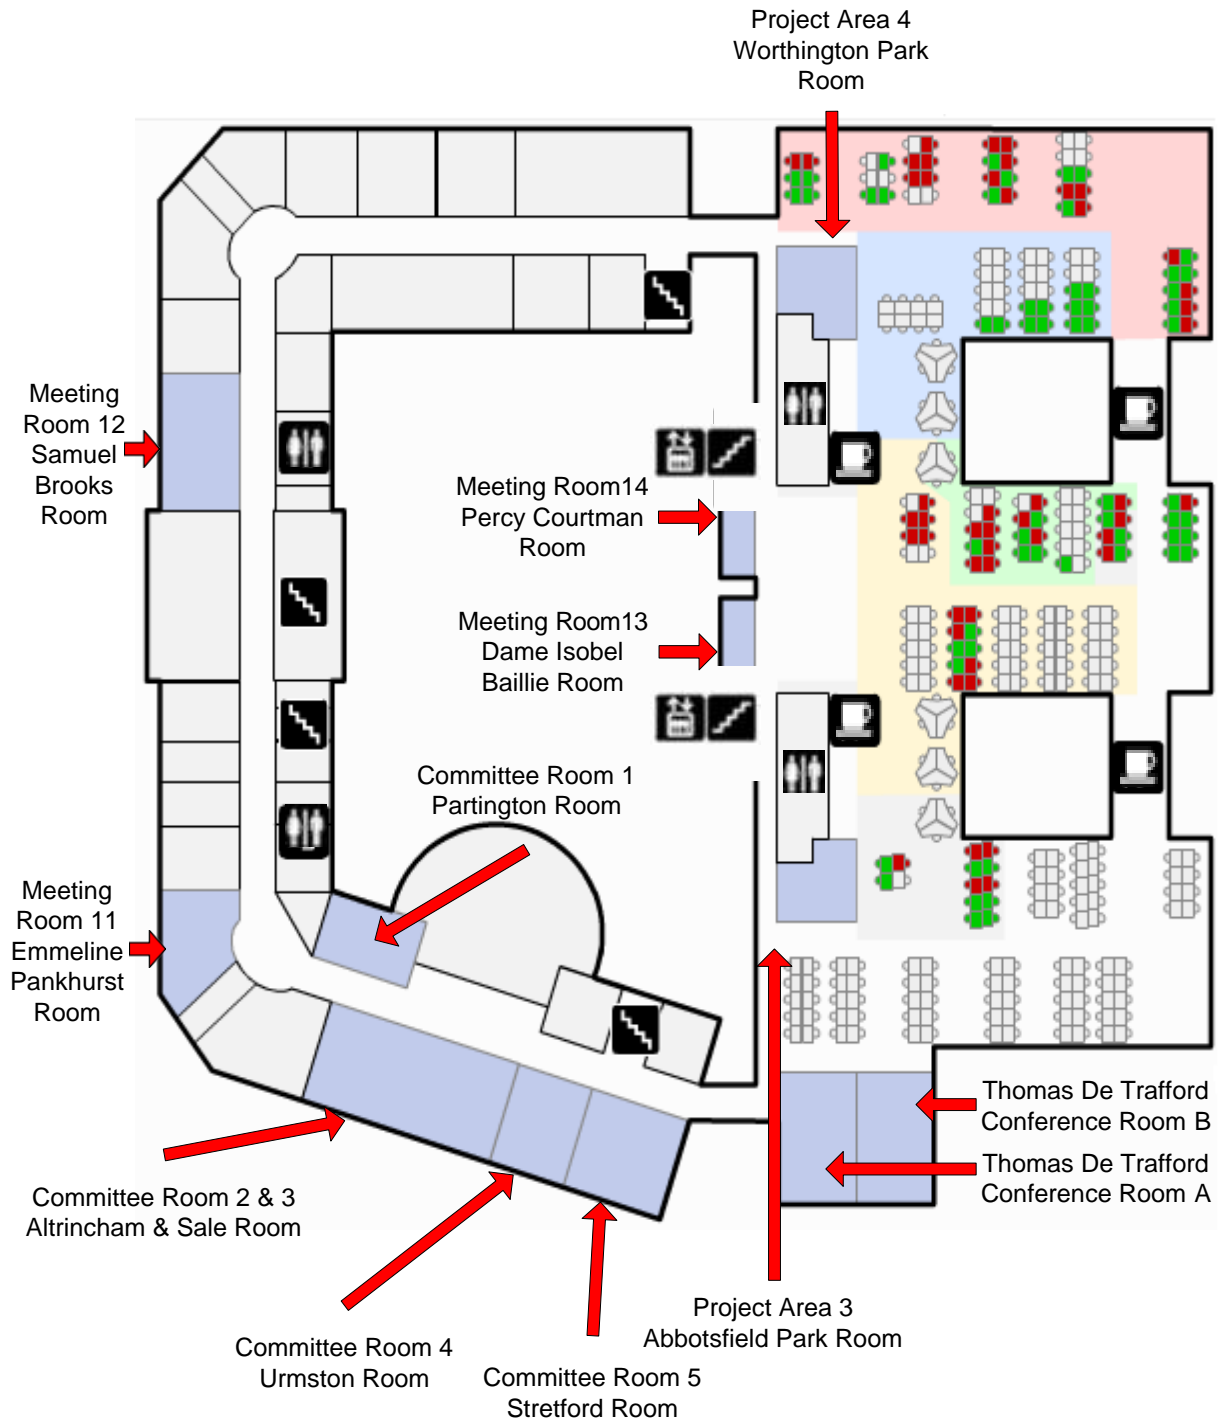 Project Area 4
Worthington Park
Room
Meeting
Room 12
Samuel
Brooks
Room
Meeting Room14
Percy Courtman
Room
Meeting Room13
Dame Isobel
Baillie Room
Committee Room 1
Partington Room
Meeting
Room 11
Emmeline
Pankhurst
Room
Thomas De Trafford
Conference Room B
Thomas De Trafford
Conference Room A
Committee Room 2 & 3
Altrincham & Sale Room
Project Area 3
Abbotsfield Park Room
Committee Room 4
Urmston Room
Committee Room 5
Stretford Room